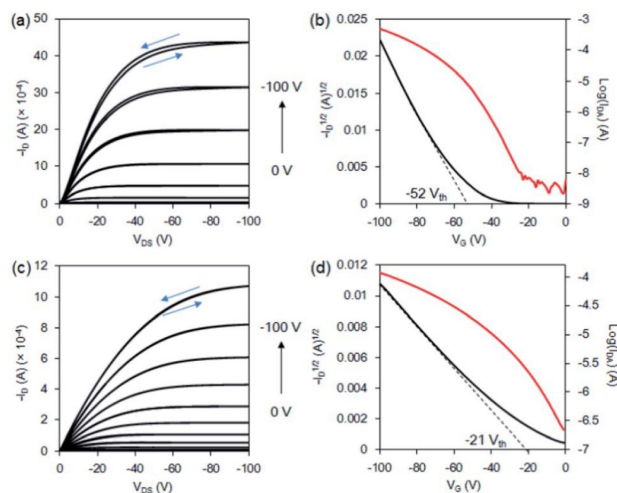 (a)
-I_D (A) (× 10⁻⁴)
50
40
30
20
10
0
0 -20 -40 -60 -80 -100
V_DS (V)
-100 V
0 V
(b)
-I_D^1/2 (A)^1/2
0.025
0.02
0.015
0.01
0.005
0
-100 -80 -60 -40 -20 0
V_G (V)
-52 V_th
-3
-4
-5
-6
-7
-8
-9
(c)
-I_D (A) (× 10⁻⁴)
12
10
8
6
4
2
0
0 -20 -40 -60 -80 -100
V_DS (V)
-100 V
0 V
(d)
-I_D^1/2 (A)^1/2
0.012
0.01
0.008
0.006
0.004
0.002
0
-100 -80 -60 -40 -20 0
V_G (V)
-21 V_th
-4
-4.5
-5
-5.5
-6
-6.5
-7